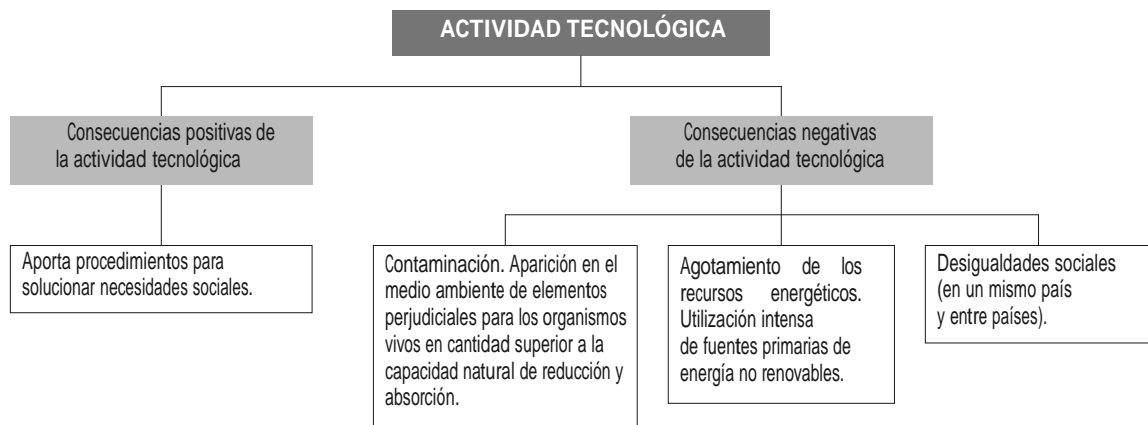 ACTIVIDAD TECNOLÓGICA
Consecuencias positivas de
la actividad tecnológica
Consecuencias negativas
de la actividad tecnológica
Aporta procedimientos para
solucionar necesidades sociales.
Contaminación. Aparición en el
medio ambiente de elementos
perjudiciales para los organismos
vivos en cantidad superior a la
capacidad natural de reducción y
absorción.
Agotamiento de los
recursos energéticos.
Utilización intensa
de fuentes primarias de
energía no renovables.
Desigualdades sociales
(en un mismo país
y entre países).